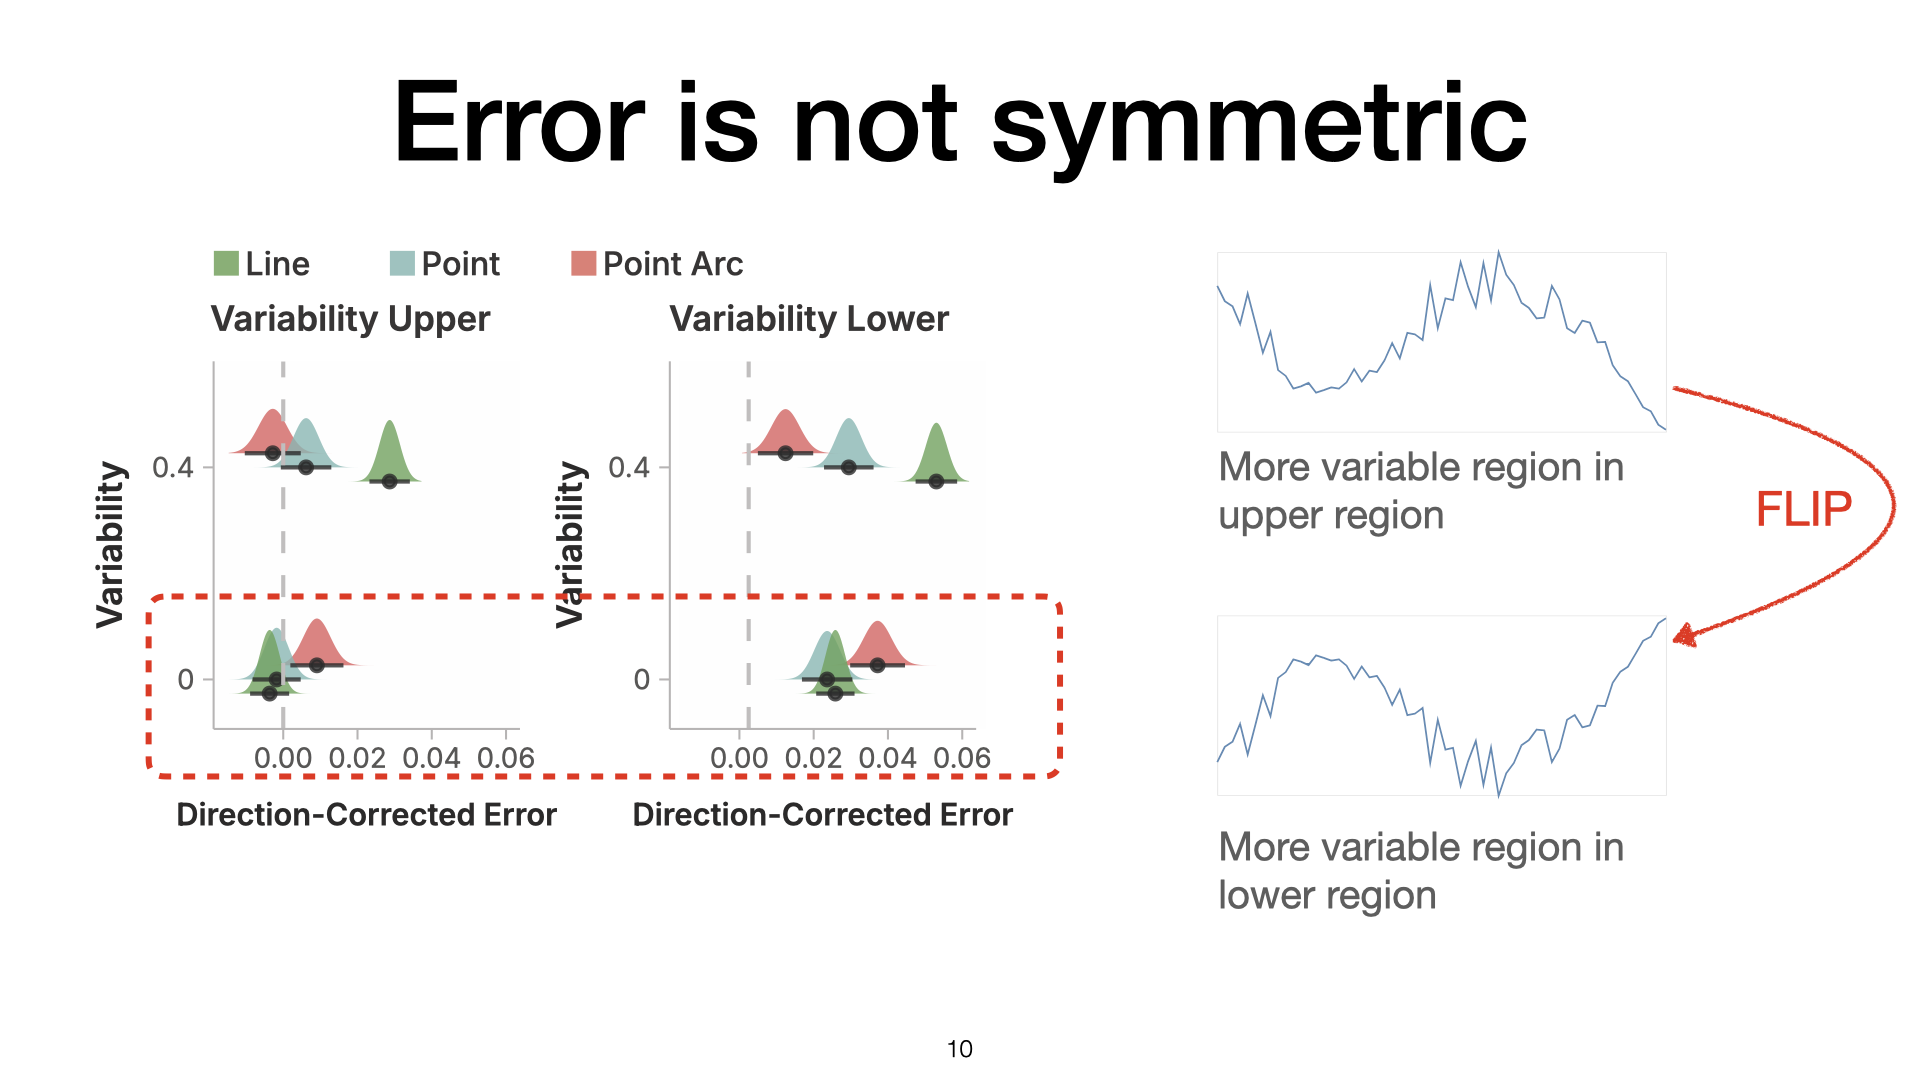 Error is not symmetric
Line
Point
Point Arc
Variability Upper
Variability
0.4
0
0.00 0.02 0.04 0.06
Direction-Corrected Error
Variability Lower
Variability
0.4
0
0.00 0.02 0.04 0.06
Direction-Corrected Error
More variable region in
upper region
FLIP
More variable region in
lower region
10